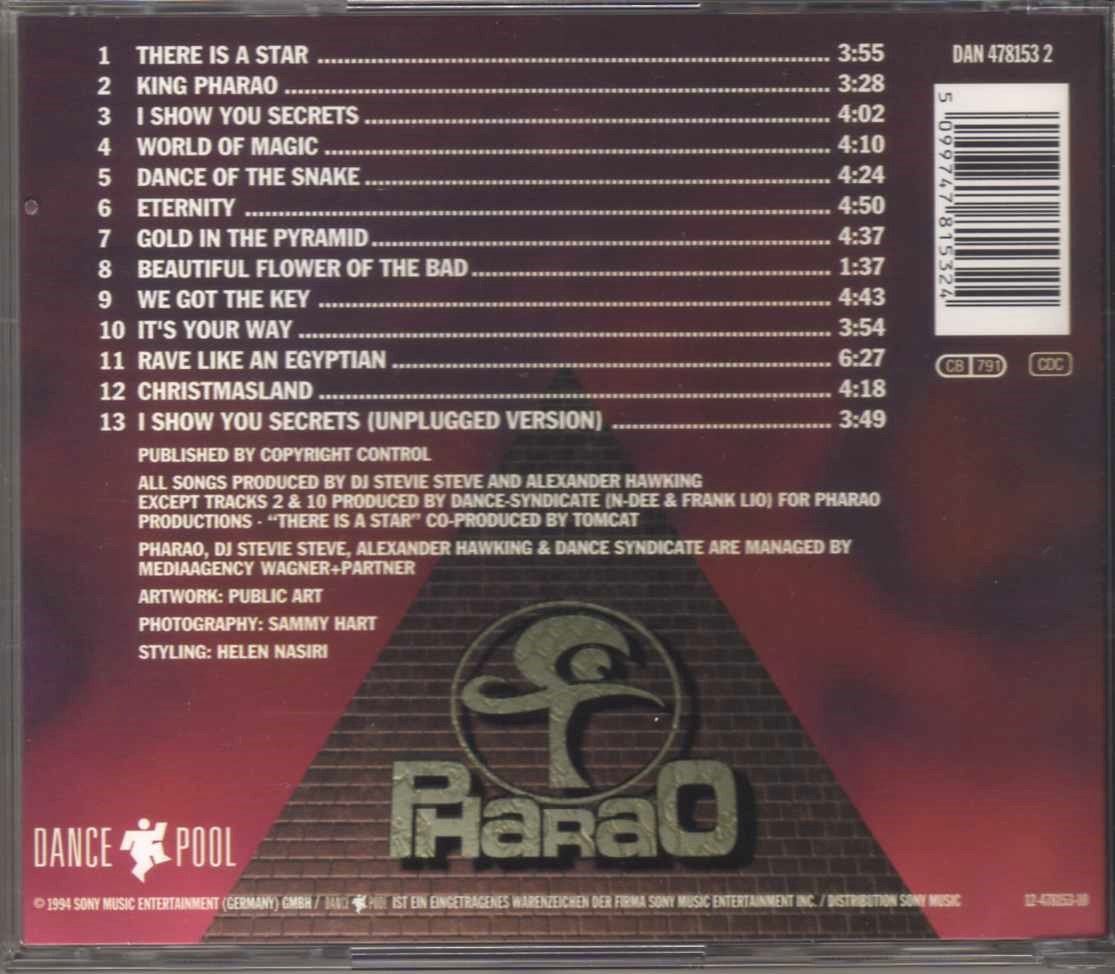 1 THERE IS A STAR 3:55
2 KING PHARAO 3:28
3 I SHOW YOU SECRETS 4:02
4 WORLD OF MAGIC 4:10
5 DANCE OF THE SNAKE 4:24
6 ETERNITY 4:50
7 GOLD IN THE PYRAMID 4:37
8 BEAUTIFUL FLOWER OF THE BAD 1:37
9 WE GOT THE KEY 4:43
10 IT'S YOUR WAY 3:54
11 RAVE LIKE AN EGYPTIAN 6:27
12 CHRISTMASLAND 4:18
13 I SHOW YOU SECRETS (UNPLUGGED VERSION) 3:49
DAN 478153 2
5 099747 815324
CB 791 CDC
PUBLISHED BY COPYRIGHT CONTROL
ALL SONGS PRODUCED BY DJ STEVIE STEVE AND ALEXANDER HAWKING
EXCEPT TRACKS 2 & 10 PRODUCED BY DANCE-SYNDICATE (N-DEE & FRANK LIO) FOR PHARAO
PRODUCTIONS · “THERE IS A STAR” CO-PRODUCED BY TOMCAT
PHARAO, DJ STEVIE STEVE, ALEXANDER HAWKING & DANCE SYNDICATE ARE MANAGED BY
MEDIAAGENCY WAGNER+PARTNER
ARTWORK: PUBLIC ART
PHOTOGRAPHY: SAMMY HART
STYLING: HELEN NASIRI
PHARAO
DANCE POOL
© 1994 SONY MUSIC ENTERTAINMENT (GERMANY) GMBH / DANCE POOL IST EIN EINGETRAGENES WARENZEICHEN DER FIRMA SONY MUSIC ENTERTAINMENT INC. / DISTRIBUTION SONY MUSIC
12-478153-10